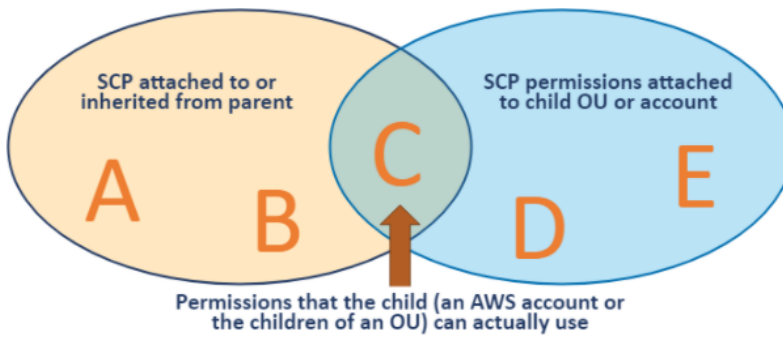 SCP attached to or
inherited from parent
SCP permissions attached
to child OU or account
A
B
C
D
E
Permissions that the child (an AWS account or
the children of an OU) can actually use